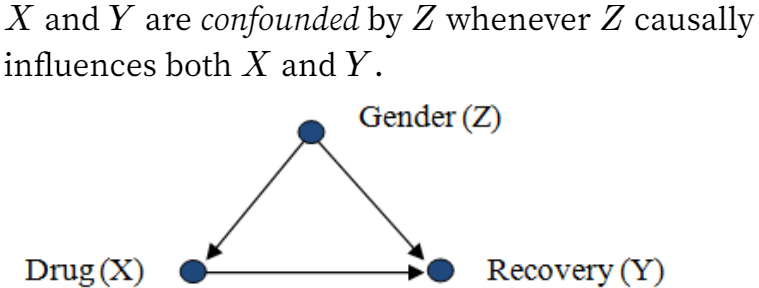 X and Y are confounded by Z whenever Z causally
influences both X and Y.
Gender (Z)
Drug (X)
Recovery (Y)